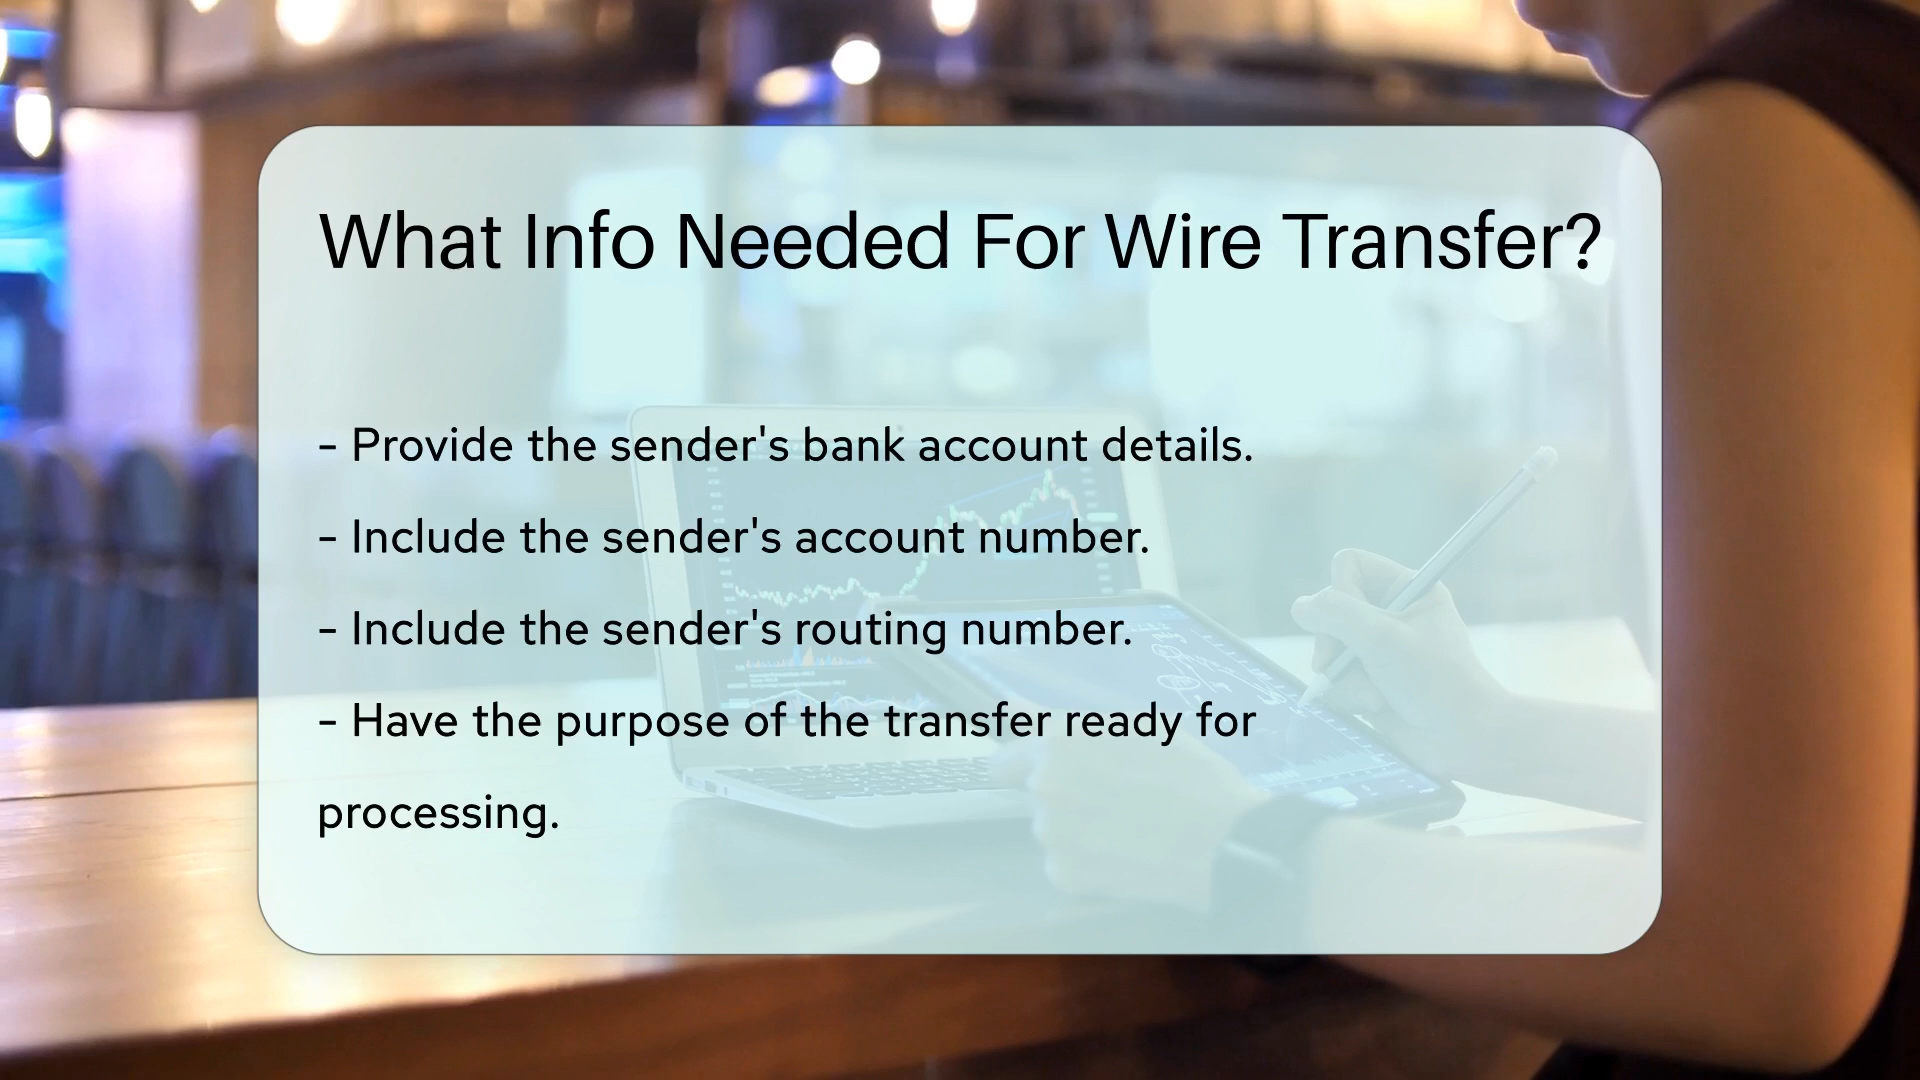 What Info Needed For Wire Transfer?
- Provide the sender's bank account details.
- Include the sender's account number.
- Include the sender's routing number.
- Have the purpose of the transfer ready for
processing.